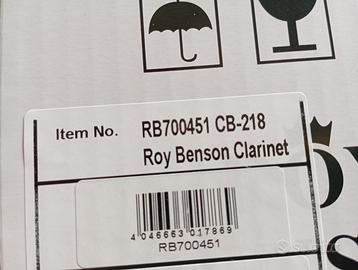 Item No. RB700451 CB-218
Roy Benson Clarinet
4 046663 017869
RB700451